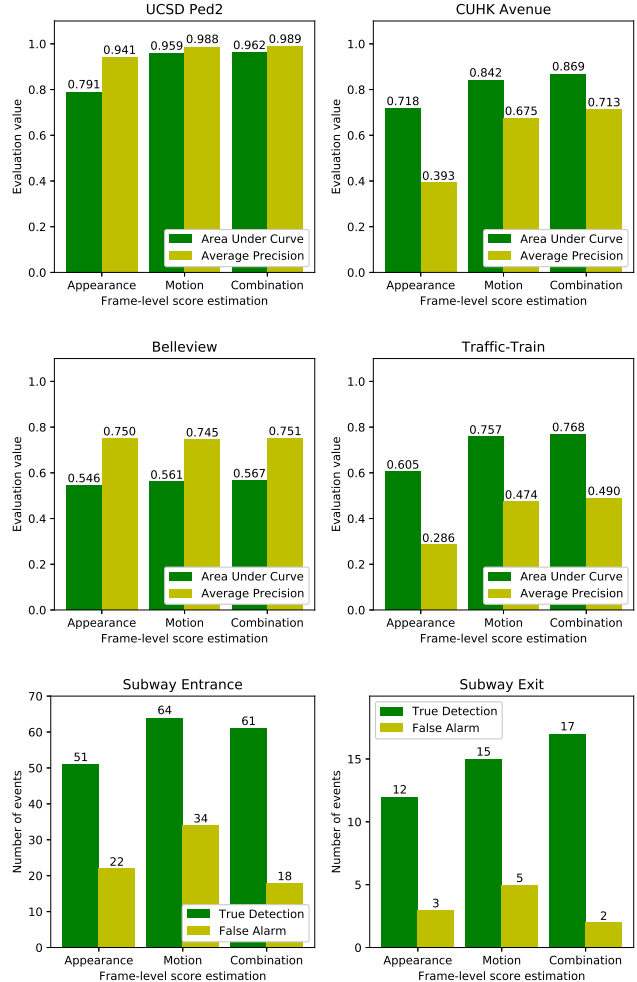 UCSD Ped2
Evaluation value
1.0
0.8
0.6
0.4
0.2
0.0
0.791
0.941
0.959
0.988
0.962
0.989
Area Under Curve
Average Precision
Appearance Motion Combination
Frame-level score estimation
CUHK Avenue
Evaluation value
1.0
0.8
0.6
0.4
0.2
0.0
0.718
0.393
0.842
0.675
0.869
0.713
Area Under Curve
Average Precision
Appearance Motion Combination
Frame-level score estimation
Belleview
Evaluation value
1.0
0.8
0.6
0.4
0.2
0.0
0.546
0.750
0.561
0.745
0.567
0.751
Area Under Curve
Average Precision
Appearance Motion Combination
Frame-level score estimation
Traffic-Train
Evaluation value
1.0
0.8
0.6
0.4
0.2
0.0
0.605
0.286
0.757
0.474
0.768
0.490
Area Under Curve
Average Precision
Appearance Motion Combination
Frame-level score estimation
Subway Entrance
Number of events
70
60
50
40
30
20
10
0
51
22
64
34
61
18
True Detection
False Alarm
Appearance Motion Combination
Frame-level score estimation
Subway Exit
Number of events
15
10
5
0
True Detection
False Alarm
12
3
15
5
17
2
Appearance Motion Combination
Frame-level score estimation